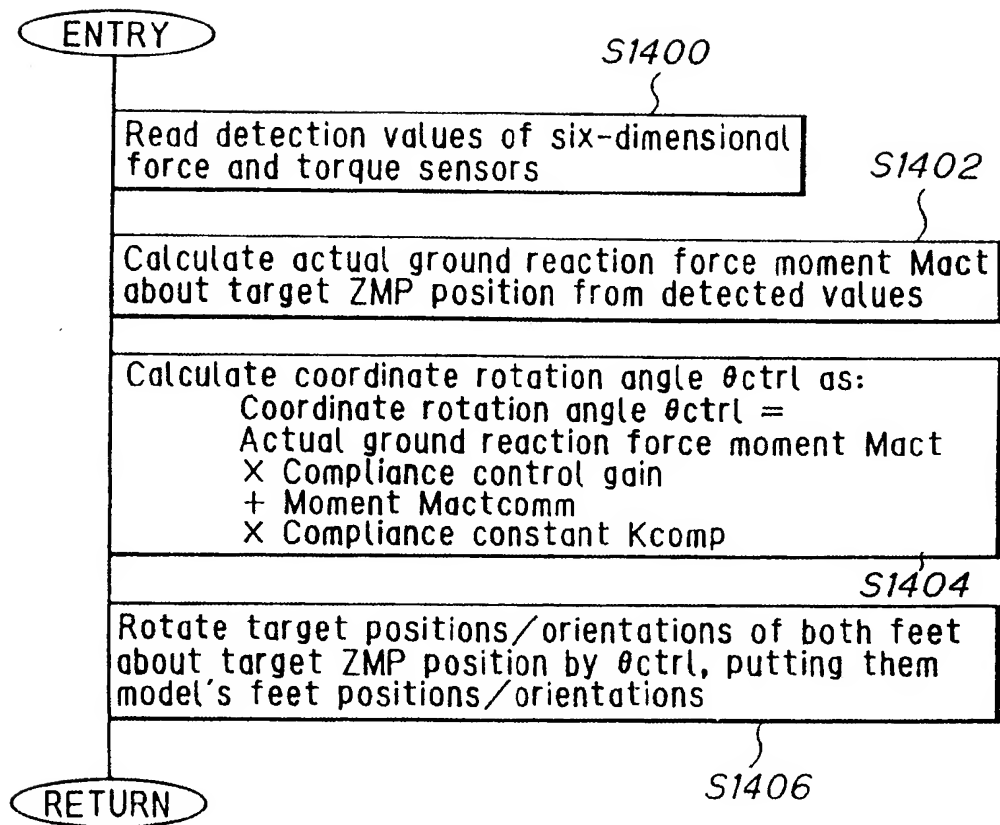 ENTRY
S1400
Read detection values of six-dimensional
force and torque sensors
S1402
Calculate actual ground reaction force moment Mact
about target ZMP position from detected values
Calculate coordinate rotation angle θctrl as:
Coordinate rotation angle θctrl =
Actual ground reaction force moment Mact
× Compliance control gain
+ Moment Mactcomm
× Compliance constant Kcomp
S1404
Rotate target positions/orientations of both feet
about target ZMP position by θctrl, putting them
model's feet positions/orientations
S1406
RETURN